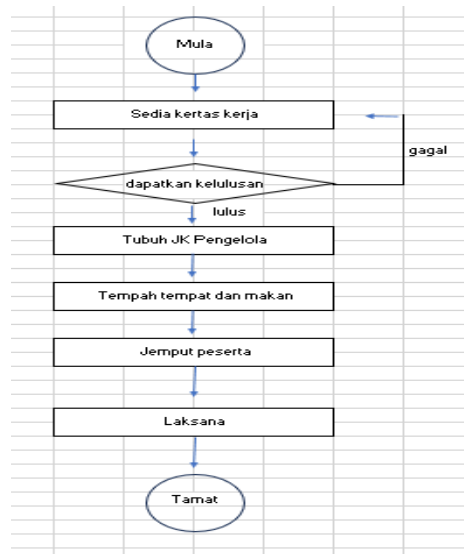 Mula
Sedia kertas kerja
gagal
dapatkan kelulusan
lulus
Tubuh JK Pengelola
Tempah tempat dan makan
Jemput peserta
Laksana
Tamat